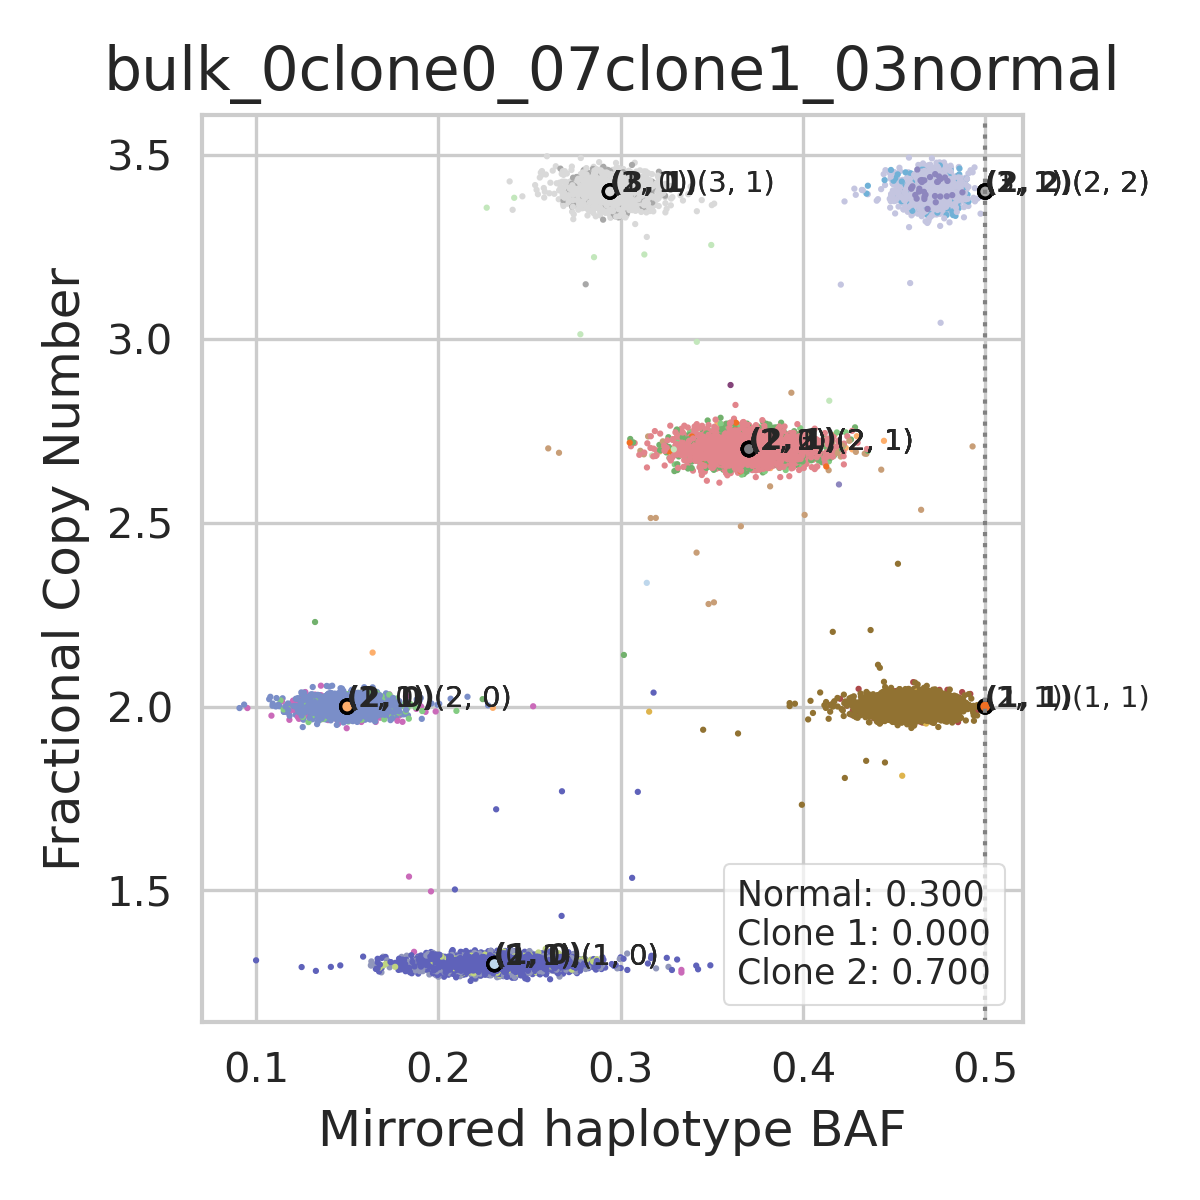 bulk_0clone0_07clone1_03normal
3.5
3.0
2.5
2.0
1.5
Fractional Copy Number
(3, 1)
(2, 2)
(2, 1)
(2, 0)
(1, 1)
(1, 0)
Normal: 0.300
Clone 1: 0.000
Clone 2: 0.700
0.1 0.2 0.3 0.4 0.5
Mirrored haplotype BAF